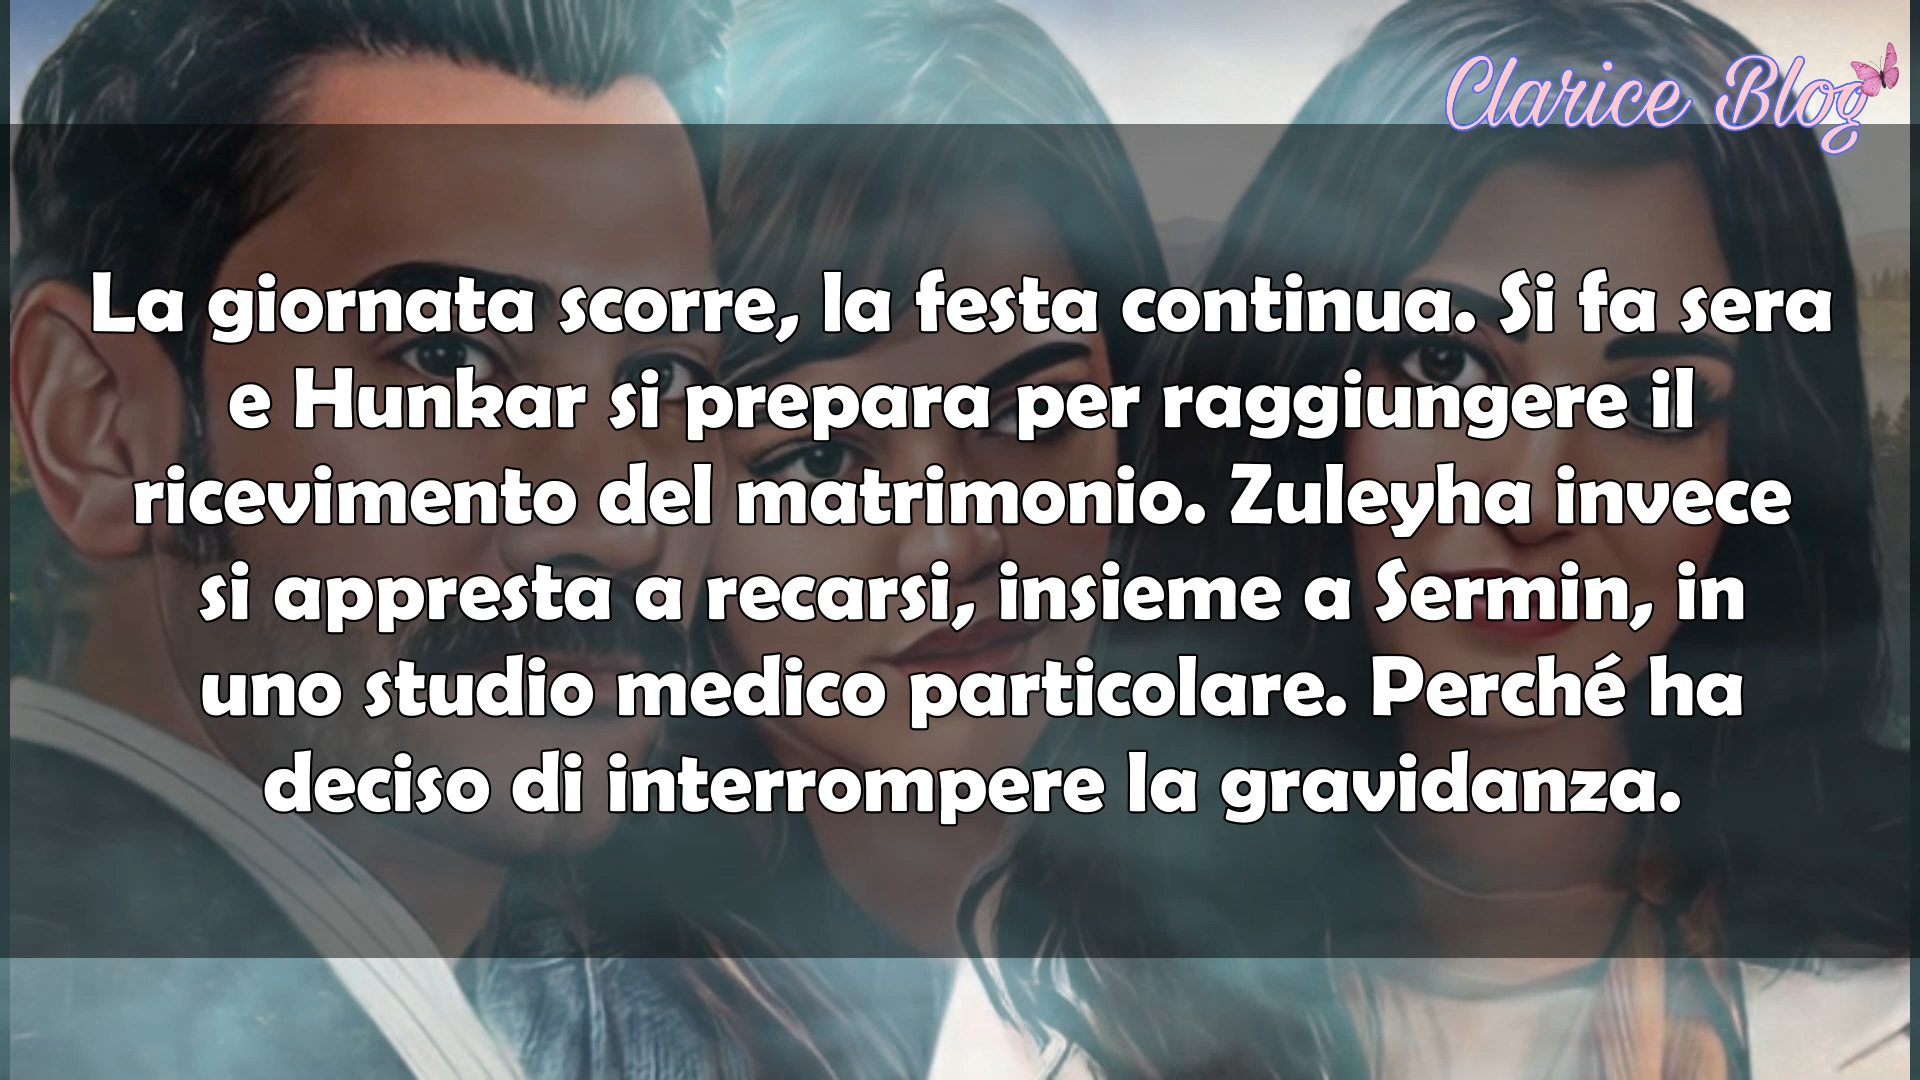 Clarice Blog
La giornata scorre, la festa continua. Si fa sera
e Hunkar si prepara per raggiungere il
ricevimento del matrimonio. Zuleyha invece
si appresta a recarsi, insieme a Sermin, in
uno studio medico particolare. Perché ha
deciso di interrompere la gravidanza.